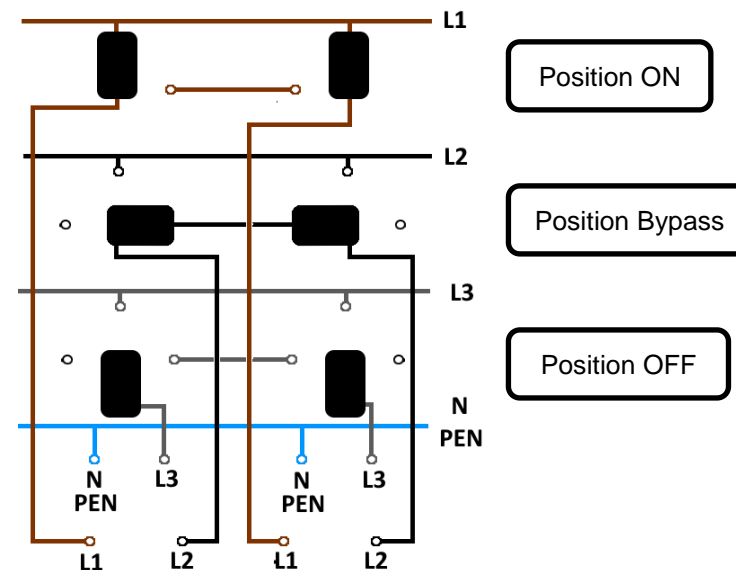 L1
Position ON
L2
Position Bypass
L3
Position OFF
N
PEN
N
PEN
L3
N
PEN
L3
L1
L2
L1
L2